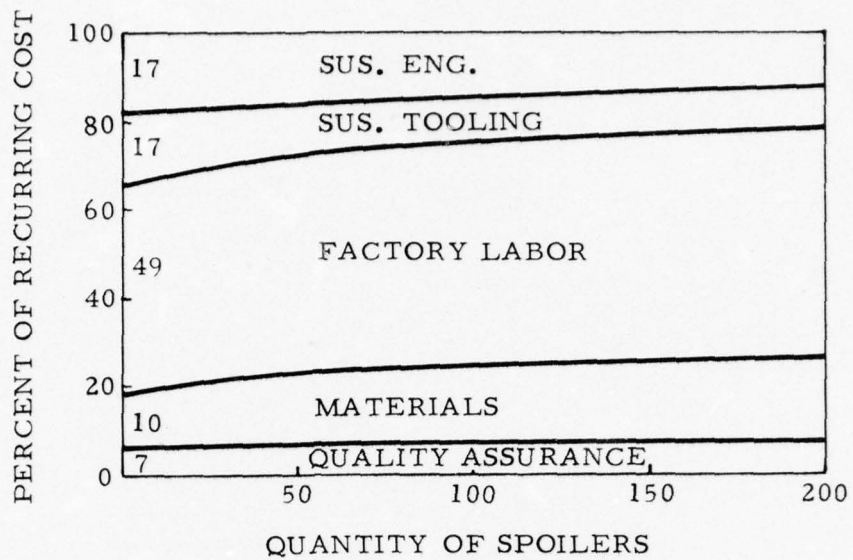 PERCENT OF RECURRING COST
100
80
60
40
20
0
17 SUS. ENG.
17 SUS. TOOLING
49 FACTORY LABOR
10 MATERIALS
7 QUALITY ASSURANCE
50 100 150 200
QUANTITY OF SPOILERS